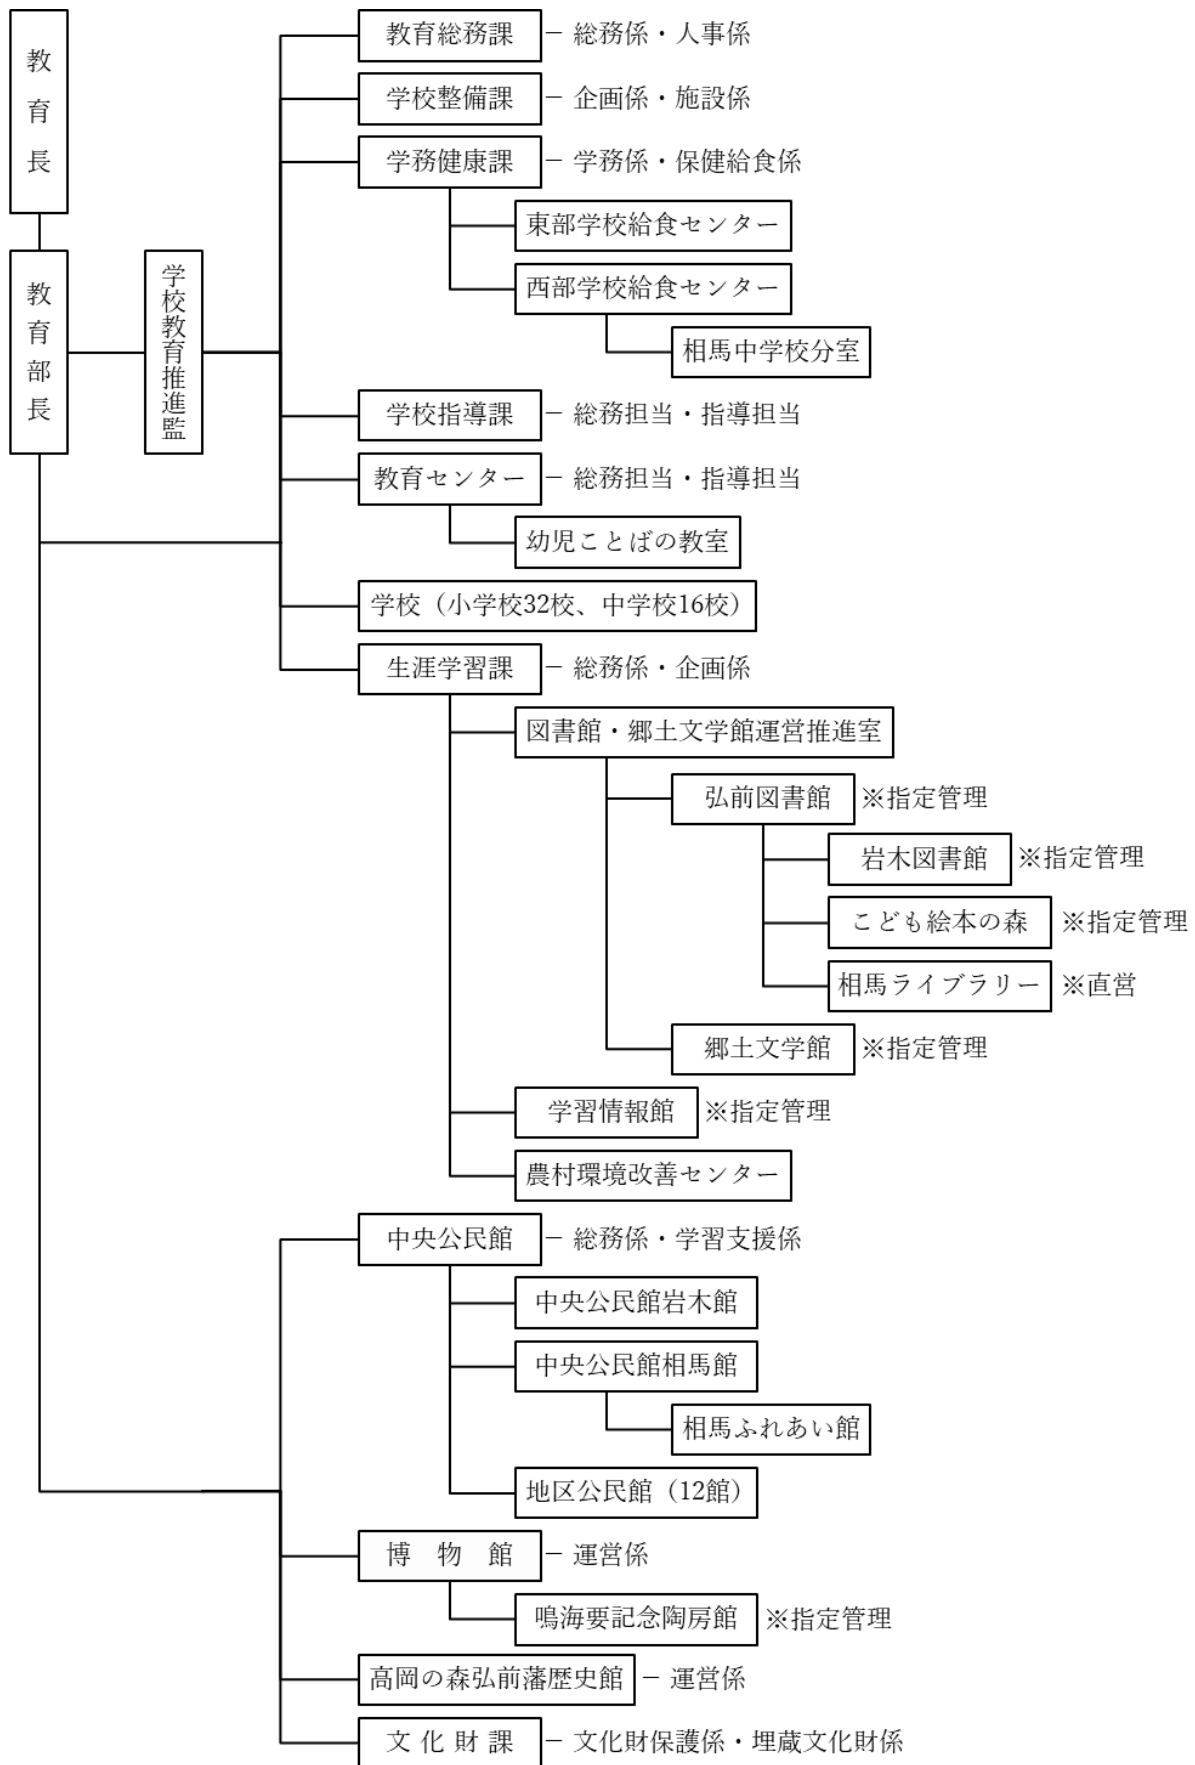 教育長
教育部長
学校教育推進監
教育総務課 － 総務係・人事係
学校整備課 － 企画係・施設係
学務健康課 － 学務係・保健給食係
東部学校給食センター
西部学校給食センター
相馬中学校分室
学校指導課 － 総務担当・指導担当
教育センター － 総務担当・指導担当
幼児ことばの教室
学校（小学校32校、中学校16校）
生涯学習課 － 総務係・企画係
図書館・郷土文学館運営推進室
弘前図書館 ※指定管理
岩木図書館 ※指定管理
こども絵本の森 ※指定管理
相馬ライブラリー ※直営
郷土文学館 ※指定管理
学習情報館 ※指定管理
農村環境改善センター
中央公民館 － 総務係・学習支援係
中央公民館岩木館
中央公民館相馬館
相馬ふれあい館
地区公民館（12館）
博　物　館 － 運営係
鳴海要記念陶房館 ※指定管理
高岡の森弘前藩歴史館 － 運営係
文 化 財 課 － 文化財保護係・埋蔵文化財係